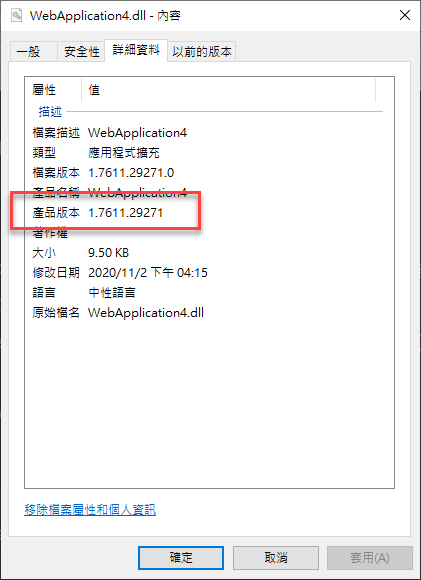 WebApplication4.dll - 內容
一般 安全性 詳細資料 以前的版本
屬性 值
描述
檔案描述 WebApplication4
類型 應用程式擴充
檔案版本 1.7611.29271.0
產品名稱 WebApplication4
產品版本 1.7611.29271
著作權
大小 9.50 KB
修改日期 2020/11/2 下午 04:15
語言 中性語言
原始檔名 WebApplication4.dll
移除檔案屬性和個人資訊
確定 取消 套用(A)